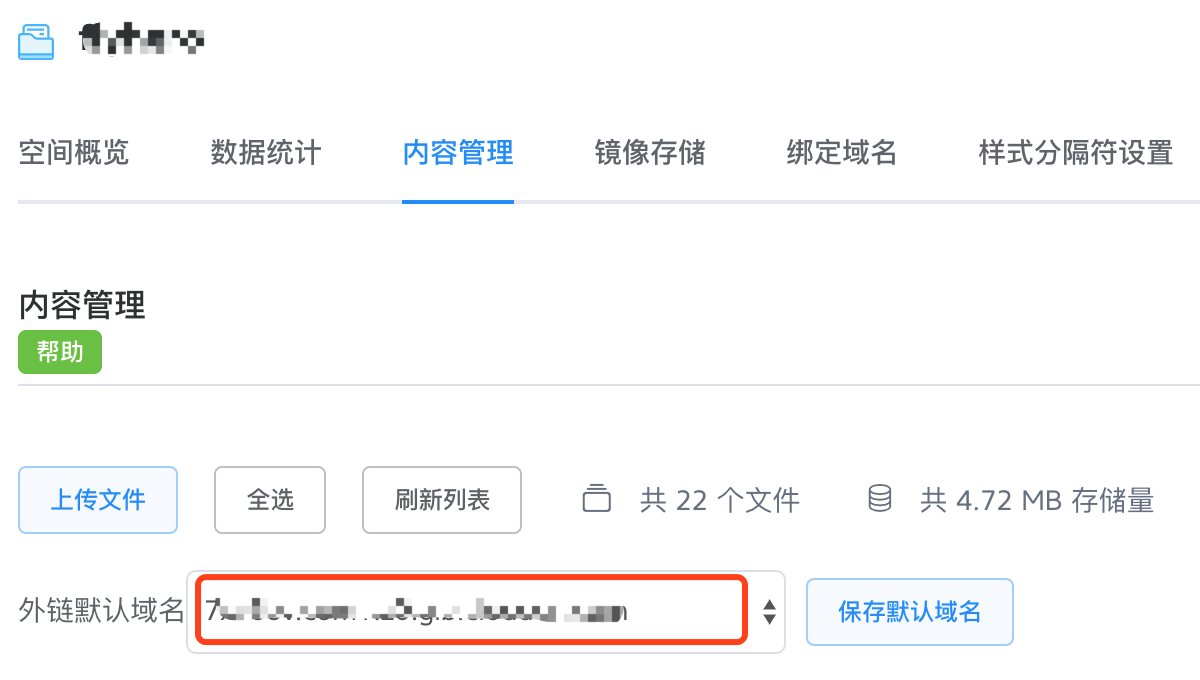 空间概览 数据统计 内容管理 镜像存储 绑定域名 样式分隔符设置
内容管理
帮助
上传文件 全选 刷新列表 共 22 个文件 共 4.72 MB 存储量
外链默认域名 保存默认域名